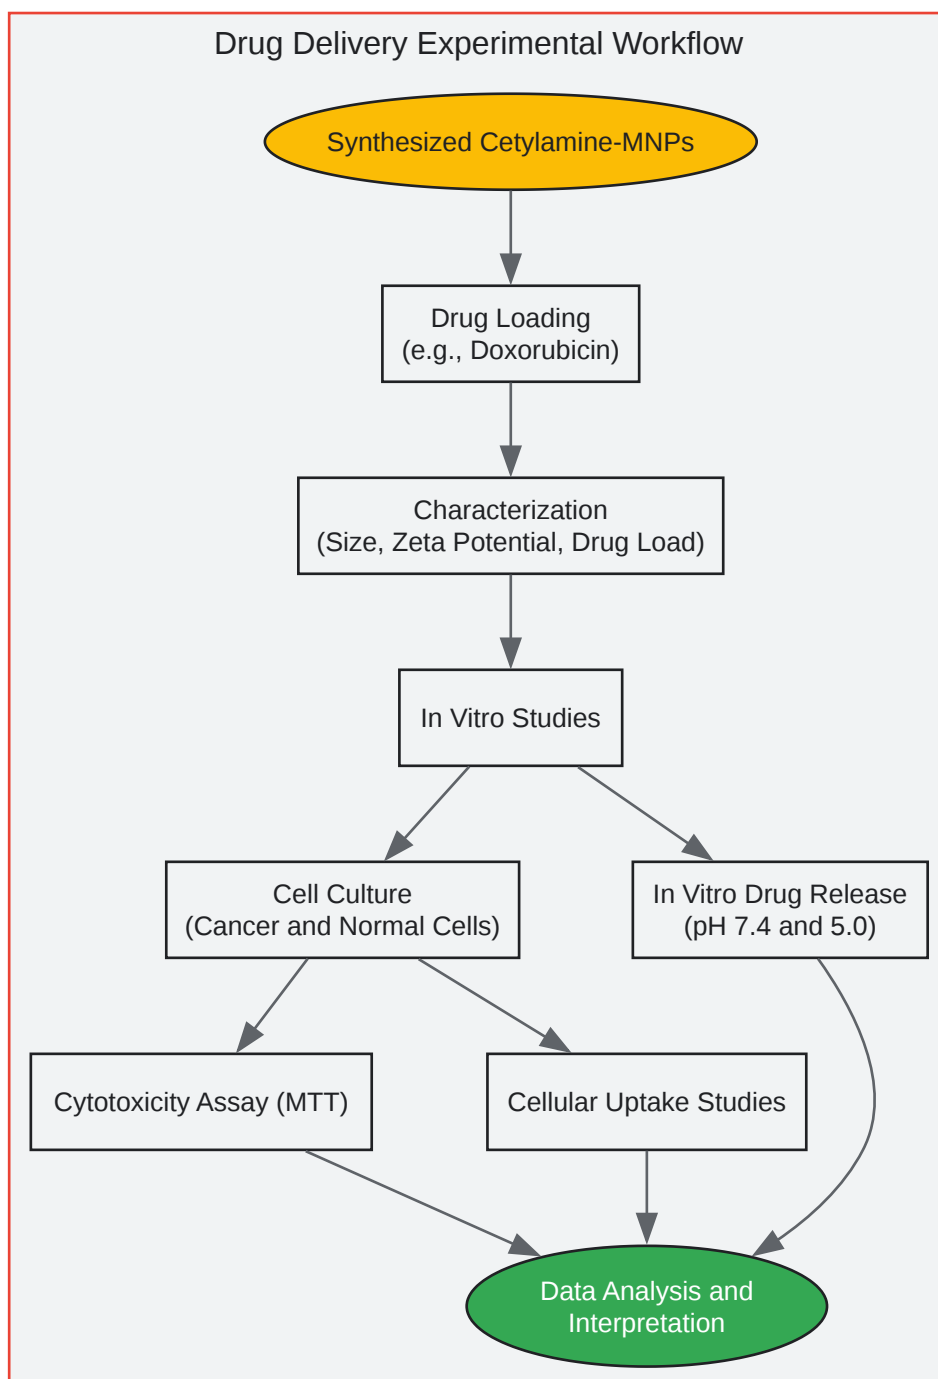 Drug Delivery Experimental Workflow
Synthesized Cetylamine-MNPs
Drug Loading
(e.g., Doxorubicin)
Characterization
(Size, Zeta Potential, Drug Load)
In Vitro Studies
Cell Culture
(Cancer and Normal Cells)
In Vitro Drug Release
(pH 7.4 and 5.0)
Cytotoxicity Assay (MTT)
Cellular Uptake Studies
Data Analysis and
Interpretation